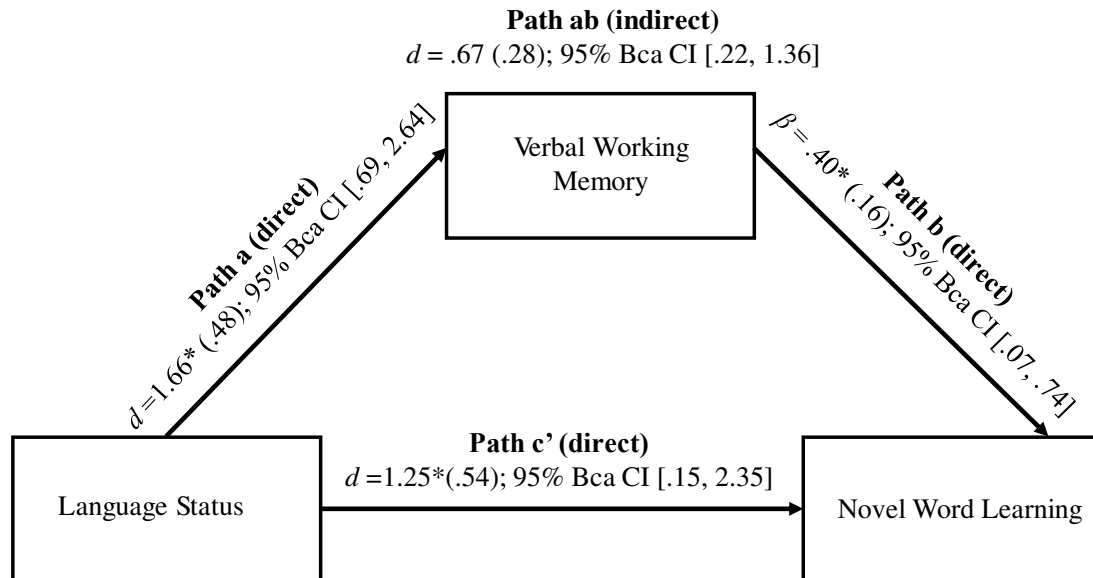 Path ab (indirect)
d = .67 (.28); 95% Bca CI [.22, 1.36]
Path a (direct)
d =1.66* (.48); 95% Bca CI [.69, 2.64]
Verbal Working
Memory
Path b (direct)
β = .40* (.16); 95% Bca CI [.07, .74]
Language Status
Path c’ (direct)
d =1.25*(.54); 95% Bca CI [.15, 2.35]
Novel Word Learning